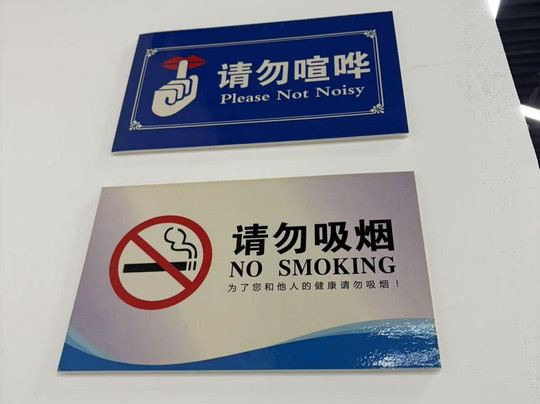 请勿喧哗
Please Not Noisy
请勿吸烟
NO SMOKING
为了您和他人的健康请勿吸烟！